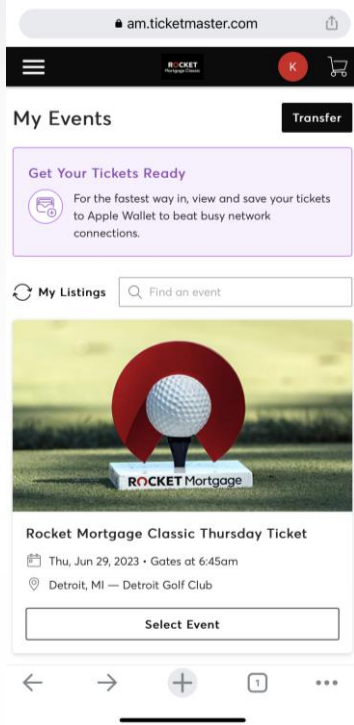 am.ticketmaster.com
ROCKET
Mortgage Classic
K
My Events
Transfer
Get Your Tickets Ready
For the fastest way in, view and save your tickets
to Apple Wallet to beat busy network
connections.
My Listings
Find an event
ROCKET Mortgage
Rocket Mortgage Classic Thursday Ticket
Thu, Jun 29, 2023 • Gates at 6:45am
Detroit, MI — Detroit Golf Club
Select Event
1